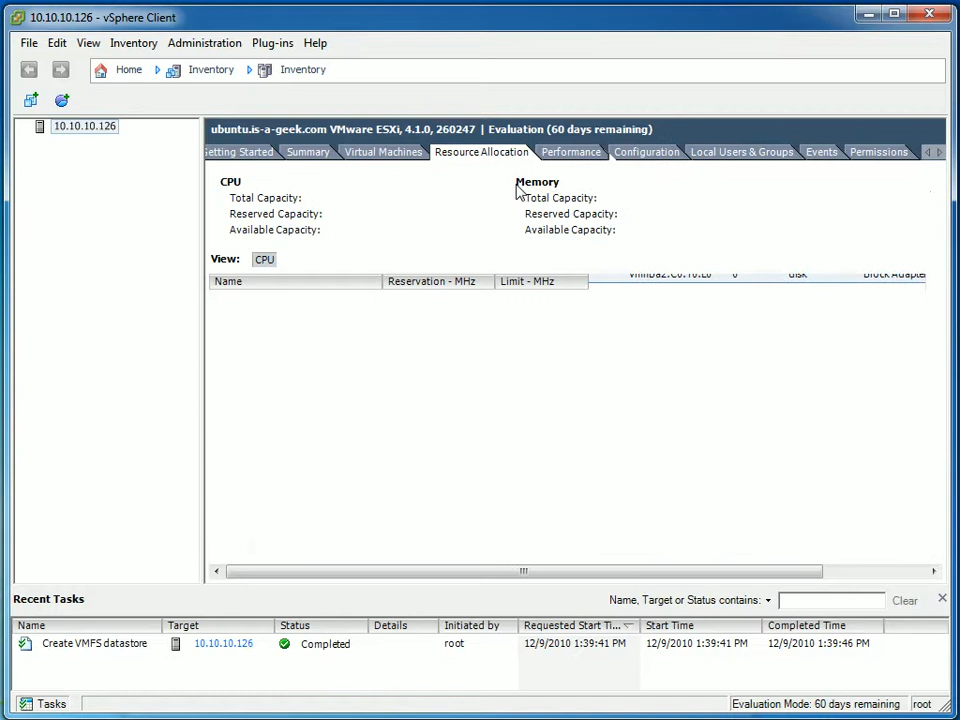 10.10.10.126 - vSphere Client
File Edit View Inventory Administration Plug-ins Help
Home Inventory Inventory
10.10.10.126
ubuntu.is-a-geek.com VMware ESXi, 4.1.0, 260247 | Evaluation (60 days remaining)
Getting Started Summary Virtual Machines Resource Allocation Performance Configuration Local Users & Groups Events Permissions
CPU Memory
Total Capacity: Total Capacity:
Reserved Capacity: Reserved Capacity:
Available Capacity: Available Capacity:
View: CPU
Name Reservation - MHz Limit - MHz disk Block Adapter
Recent Tasks Name, Target or Status contains: Clear
Name Target Status Details Initiated by Requested Start Ti... Start Time Completed Time
Create VMFS datastore 10.10.10.126 Completed root 12/9/2010 1:39:41 PM 12/9/2010 1:39:41 PM 12/9/2010 1:39:46 PM
Tasks Evaluation Mode: 60 days remaining root